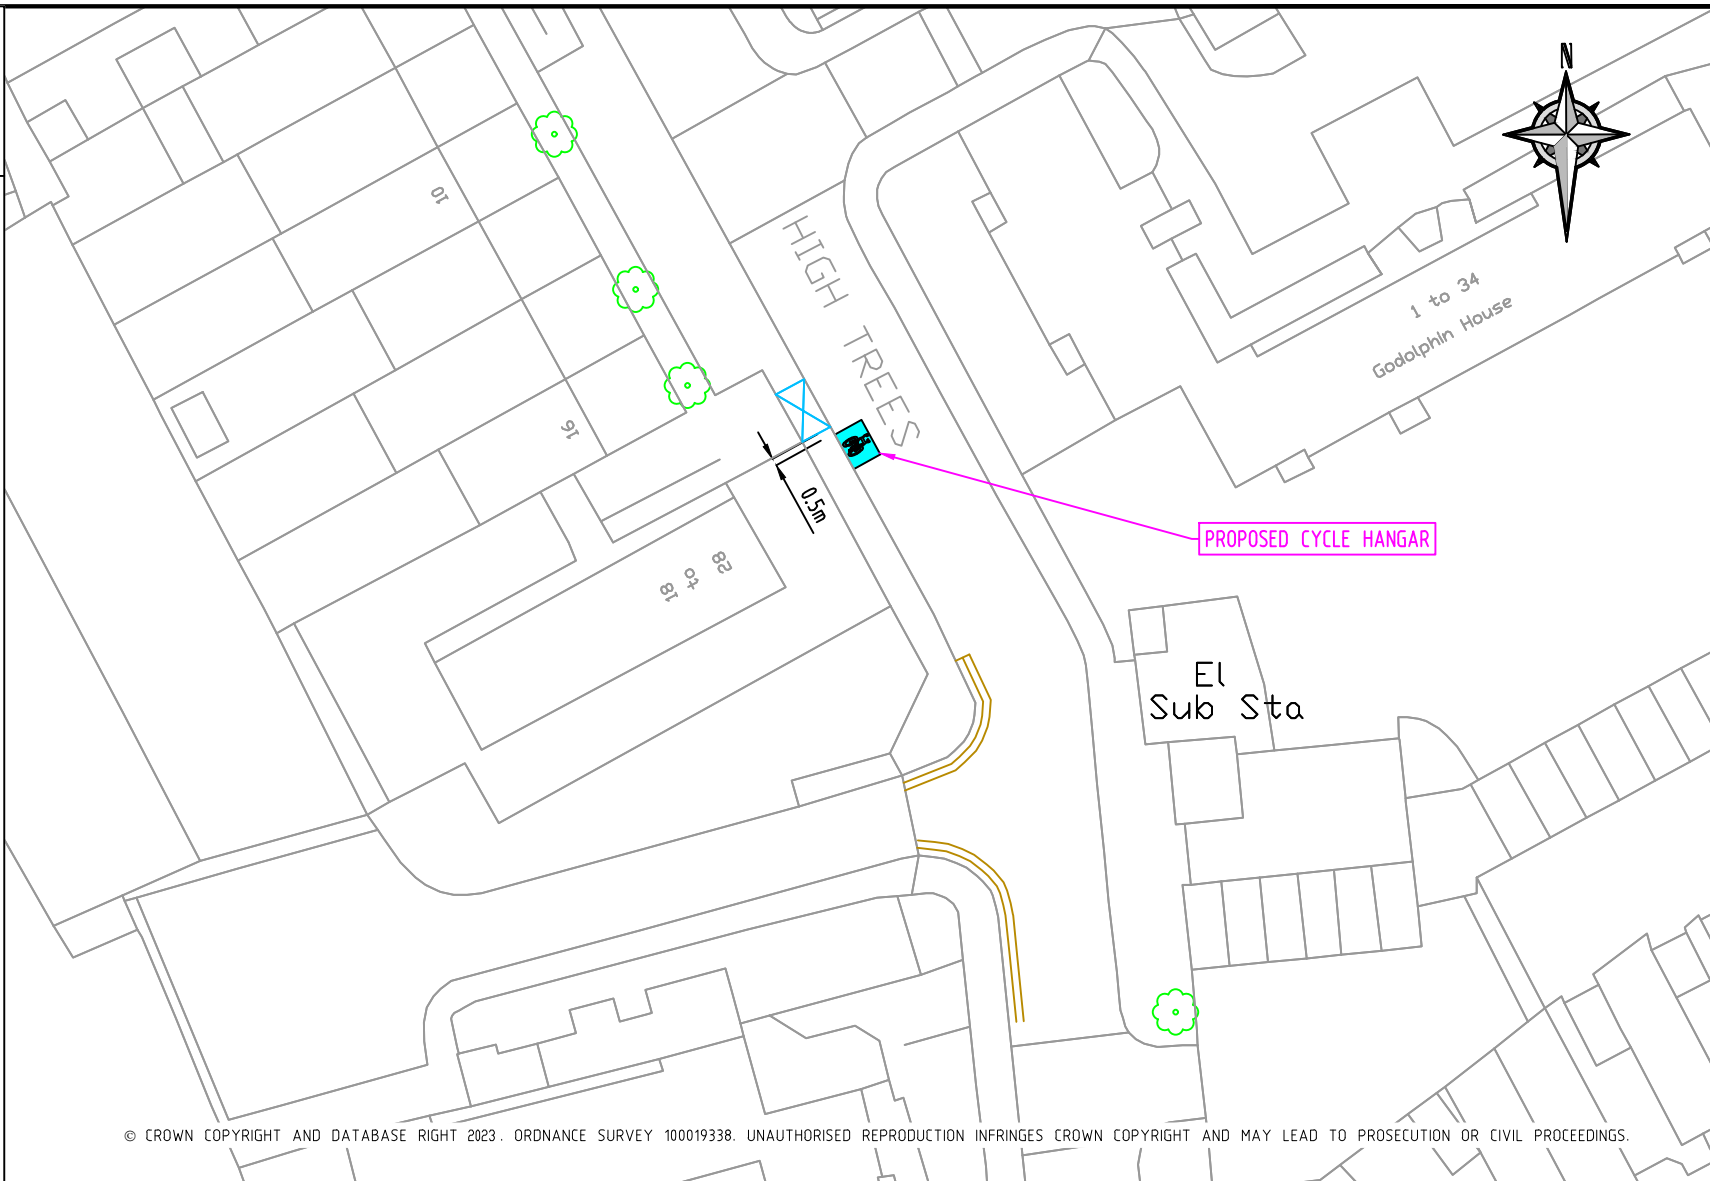 N
10
HIGH TREES
1 to 34
Godolphin House
16
0.5m
PROPOSED CYCLE HANGAR
18 to 28
El
Sub Sta
© CROWN COPYRIGHT AND DATABASE RIGHT 2023. ORDNANCE SURVEY 100019338. UNAUTHORISED REPRODUCTION INFRINGES CROWN COPYRIGHT AND MAY LEAD TO PROSECUTION OR CIVIL PROCEEDINGS.